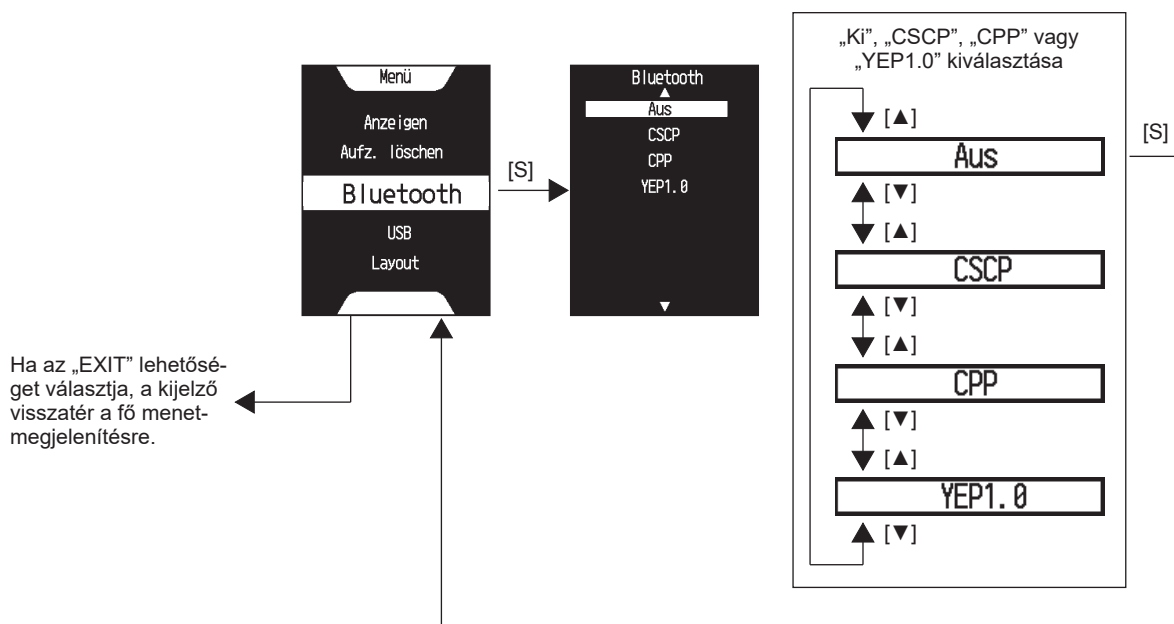 Menü
Anzeigen
Aufz. löschen
Bluetooth
USB
Layout
[S]
Bluetooth
▲
Aus
CSCP
CPP
YEP1.0
▼
„Ki”, „CSCP”, „CPP” vagy
„YEP1.0” kiválasztása
[▲]
Aus
[▼]
[▲]
CSCP
[▼]
[▲]
CPP
[▼]
[▲]
YEP1.0
[▼]
[S]
Ha az „EXIT” lehetősé-
get választja, a kijelző
visszatér a fő menet-
megjelenítésre.